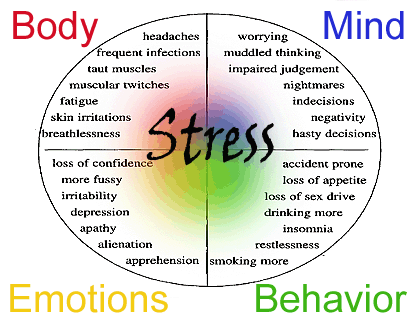 Body
Mind
headaches
frequent infections
taut muscles
muscular twitches
fatigue
skin irritations
breathlessness
worrying
muddled thinking
impaired judgement
nightmares
indecisions
negativity
hasty decisions
Stress
loss of confidence
more fussy
irritability
depression
apathy
alienation
apprehension
accident prone
loss of appetite
loss of sex drive
drinking more
insomnia
restlessness
smoking more
Emotions
Behavior